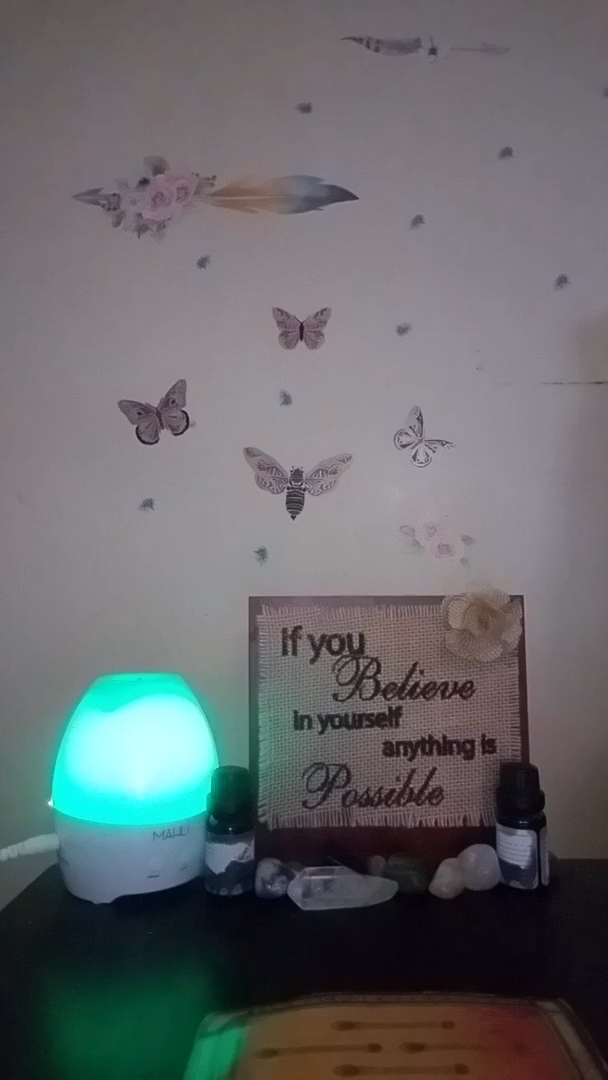 if you
Believe
in yourself
anything is
Possible